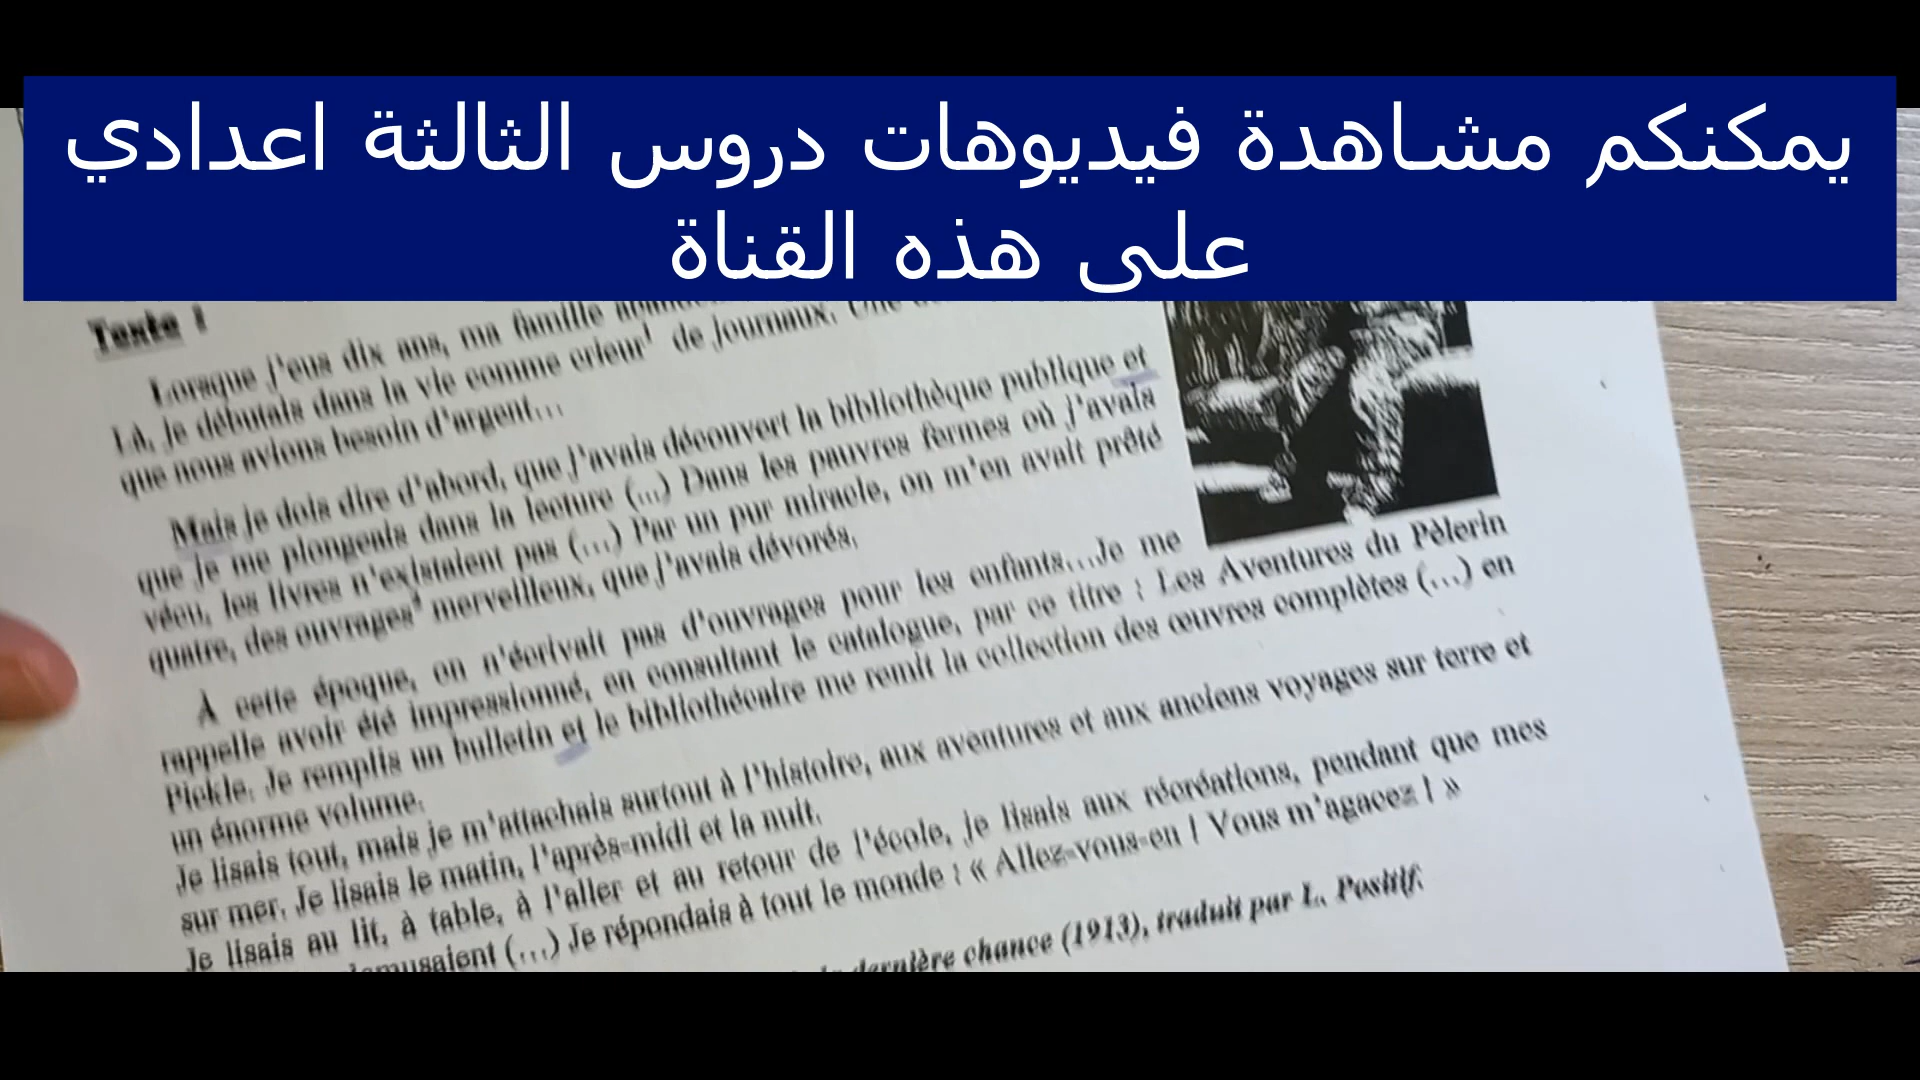 يمكنكم مشاهدة فيديوهات دروس الثالثة اعدادي
على هذه القناة
Texte 1
Lorsque j'eus dix ans, ma famille
Là, je débutais dans la vie comme crieur¹ de journaux. Une
que nous avions besoin d'argent…
Mais je dois dire d'abord, que j'avais découvert la bibliothèque publique et
que je me plongeais dans la lecture (…) Dans les pauvres fermes où j'avais
vécu, les livres n'existaient pas (…) Par un pur miracle, on m'en avait prêté
quatre, des ouvrages² merveilleux, que j'avais dévorés.
À cette époque, on n'écrivait pas d'ouvrages pour les enfants…Je me
rappelle avoir été impressionné, en consultant le catalogue, par ce titre : Les Aventures du Pèlerin
Pickle. Je remplis un bulletin et le bibliothécaire me remit la collection des œuvres complètes (…) en
un énorme volume.
Je lisais tout, mais je m'attachais surtout à l'histoire, aux aventures et aux anciens voyages sur terre et
sur mer. Je lisais le matin, l'après-midi et la nuit.
Je lisais au lit, à table, à l'aller et au retour de l'école, je lisais aux récréations, pendant que mes
(…) Je répondais à tout le monde : « Allez-vous-en ! Vous m'agacez ! »
dernière chance (1913), traduit par L. Postif.